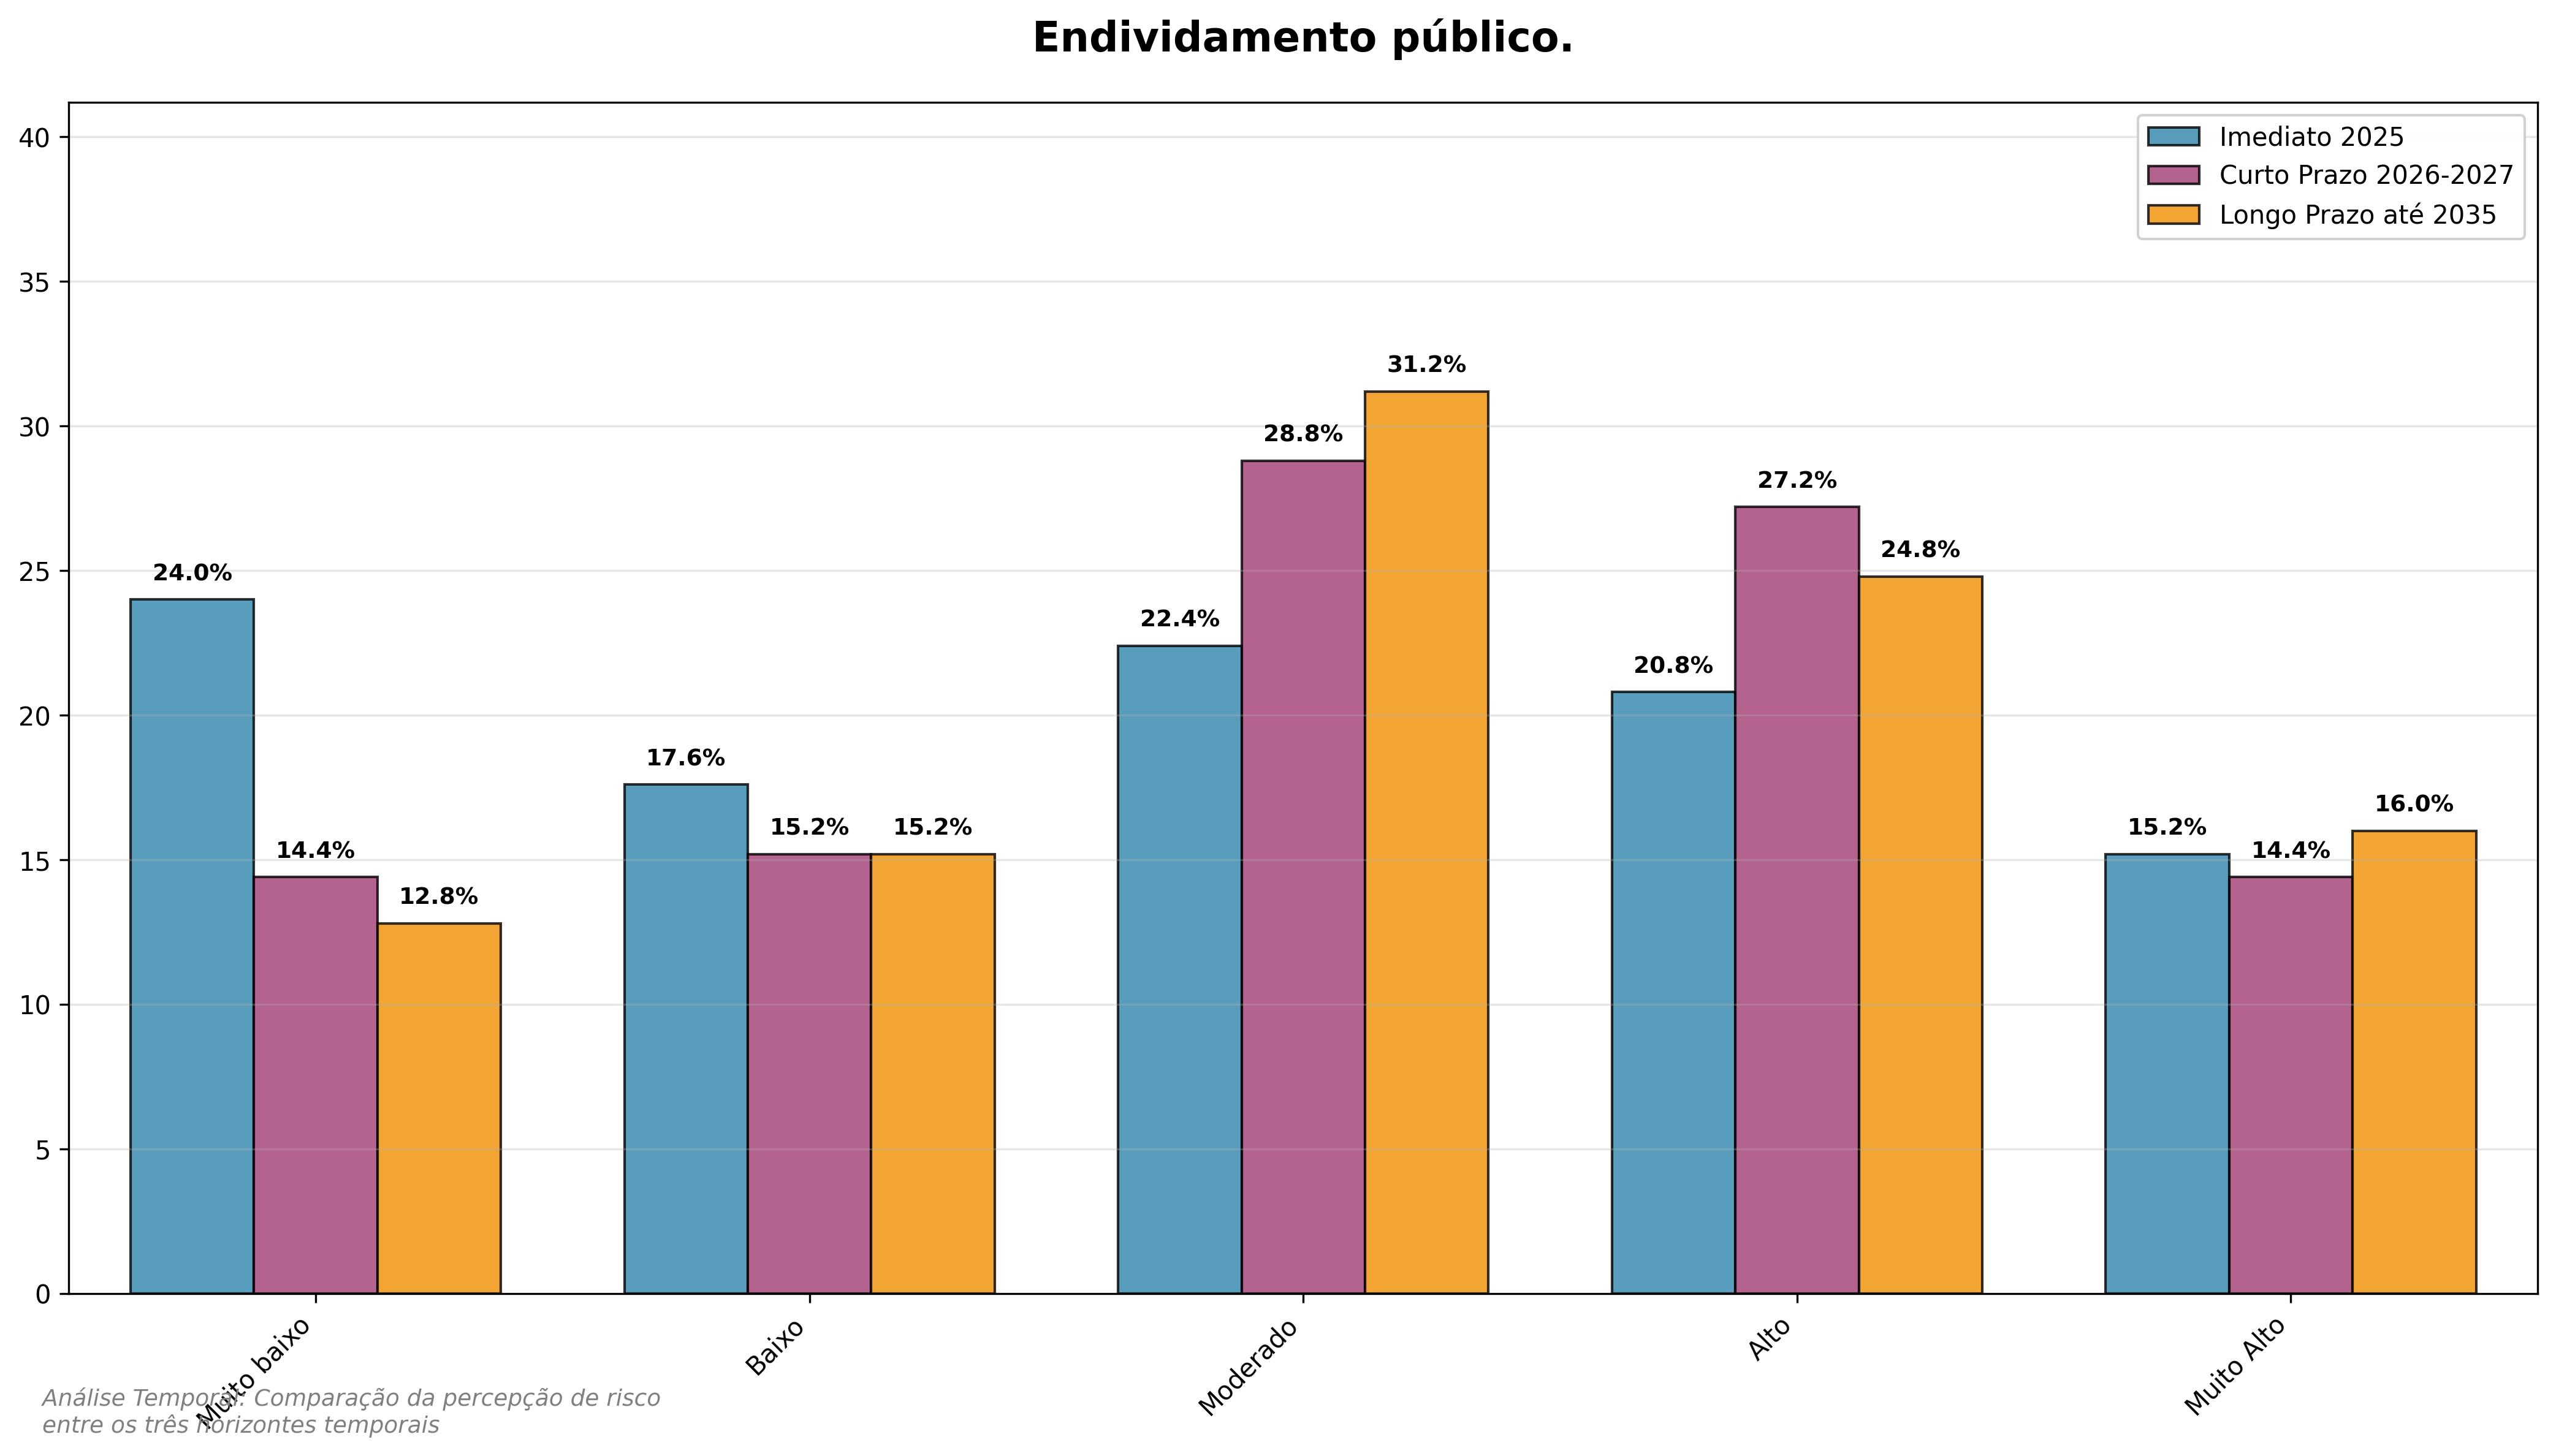 Endividamento público.
40
35
30
25
20
15
10
5
0
Imediato 2025
Curto Prazo 2026-2027
Longo Prazo até 2035
24.0%
14.4%
12.8%
17.6%
15.2%
15.2%
22.4%
28.8%
31.2%
20.8%
27.2%
24.8%
15.2%
14.4%
16.0%
Muito baixo
Baixo
Moderado
Alto
Muito Alto
Análise Temporal: Comparação da percepção de risco
entre os três horizontes temporais